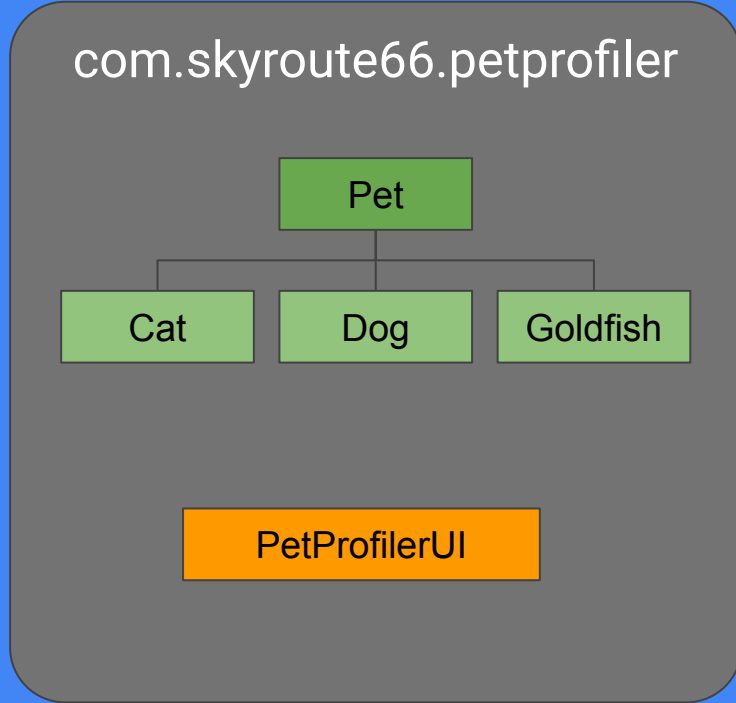 com.skyroute66.petprofiler
Pet
Cat
Dog
Goldfish
PetProfilerUI